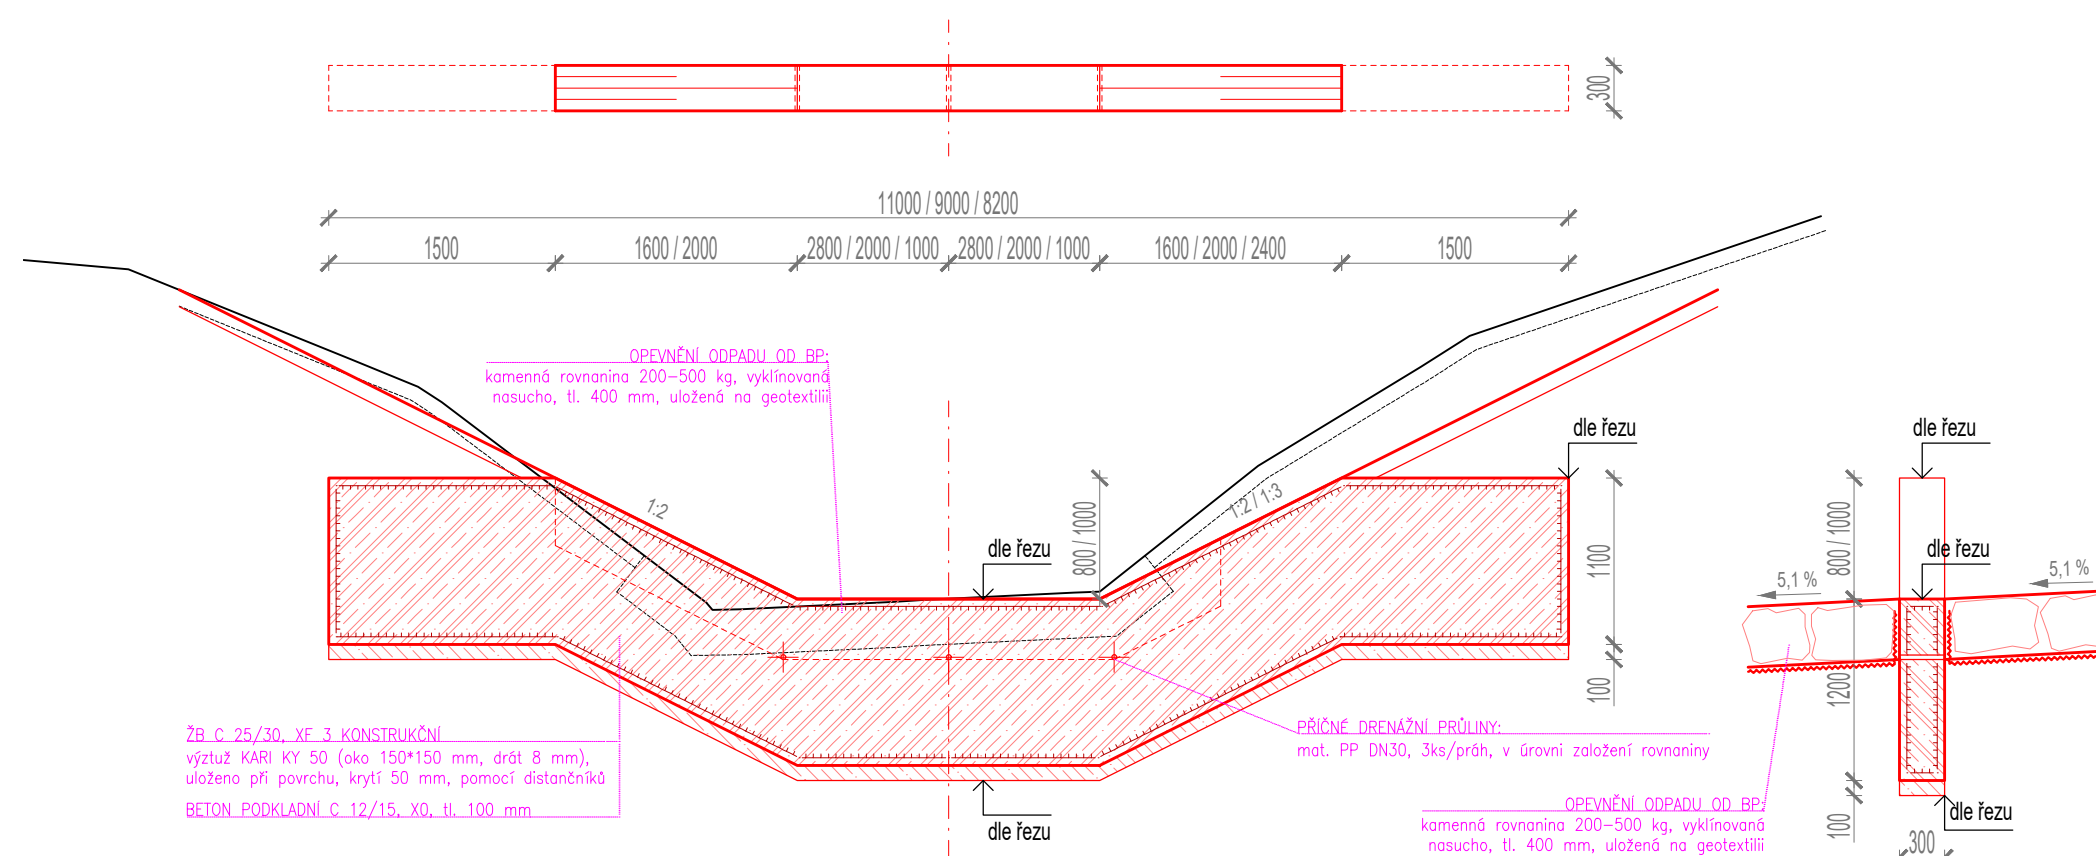 300
11000 / 9000 / 8200
1500
1600 / 2000
2800 / 2000 / 1000
2800 / 2000 / 1000
1600 / 2000 / 2400
1500
OPEVNĚNÍ ODPADU OD BP:
kamenná rovnanina 200-500 kg, vyklínovaná
nasucho, tl. 400 mm, uložená na geotextilii
1:2
1:2 / 1:3
dle řezu
dle řezu
dle řezu
800 / 1000
1100
100
ŽB C 25/30, XF 3 KONSTRUKČNÍ
výztuž KARI KY 50 (oko 150*150 mm, drát 8 mm),
uloženo při povrchu, krytí 50 mm, pomocí distančníků
BETON PODKLADNÍ C 12/15, X0, tl. 100 mm
PŘÍČNÉ DRENÁŽNÍ PRŮLINY:
mat. PP DN30, 3ks/práh, v úrovni založení rovnaniny
dle řezu
dle řezu
5,1 %
5,1 %
800 / 1000
1200
100
300
dle řezu
OPEVNĚNÍ ODPADU OD BP:
kamenná rovnanina 200-500 kg, vyklínovaná
nasucho, tl. 400 mm, uložená na geotextilii